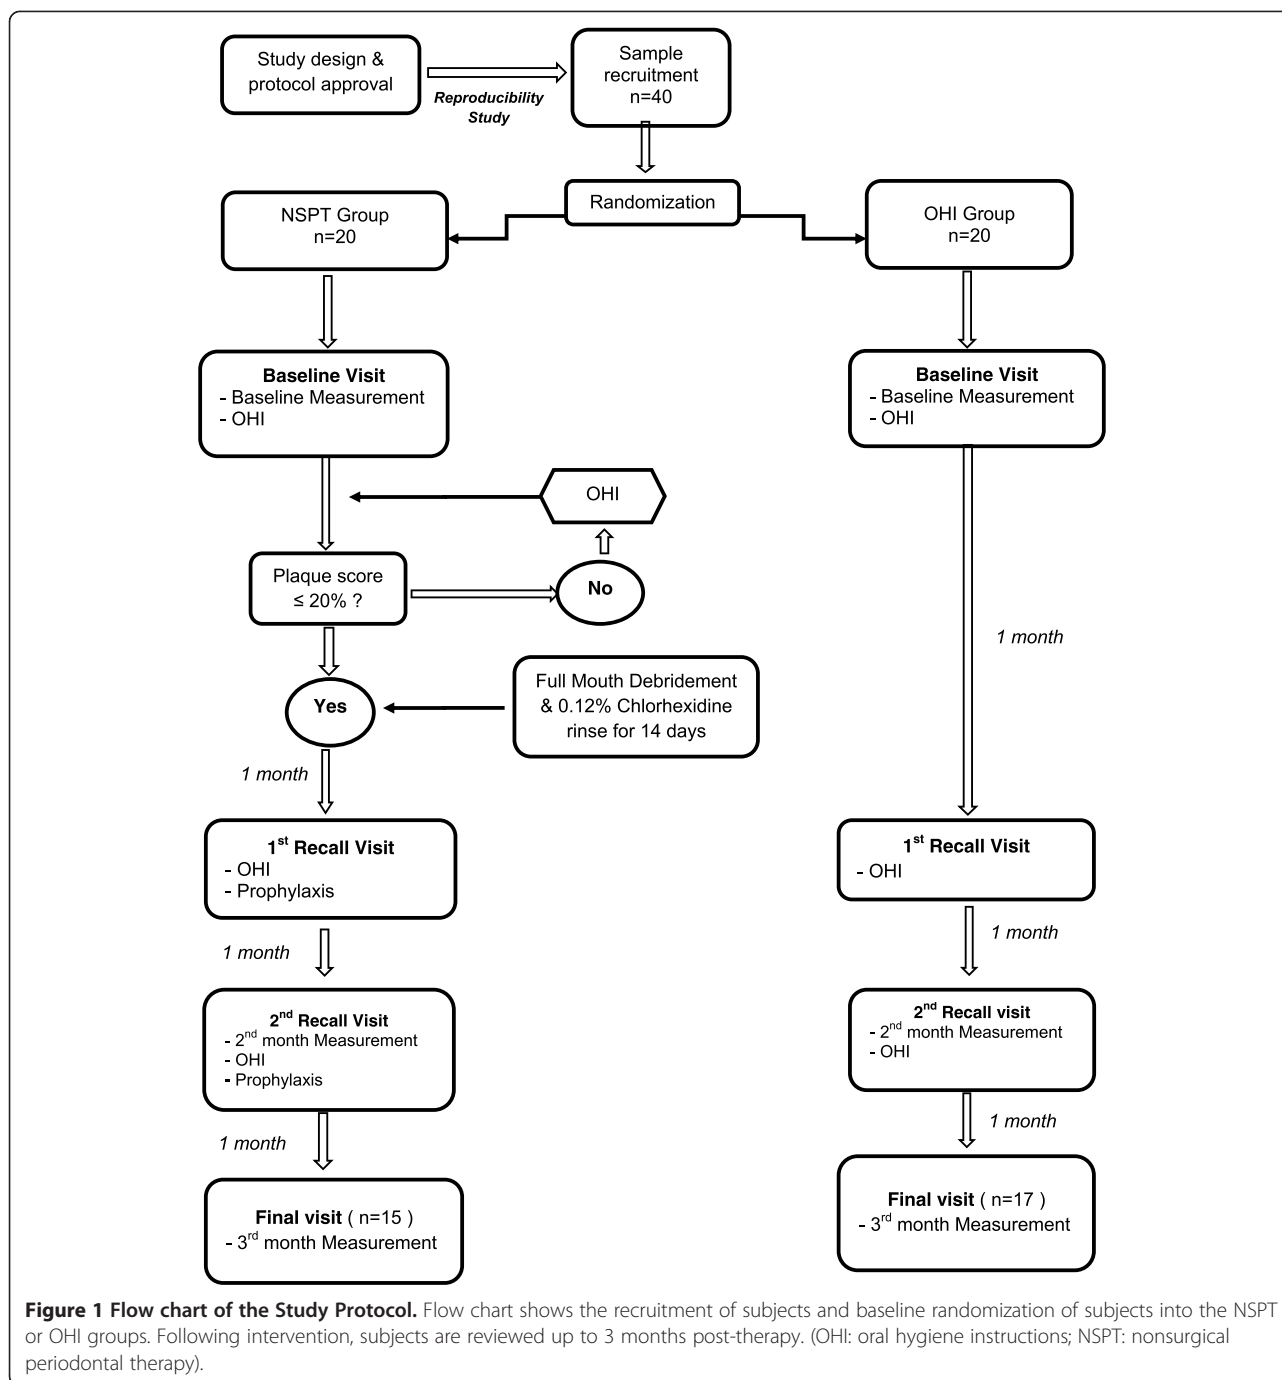 Study design &
protocol approval
Reproducibility
Study
Sample
recruitment
n=40
Randomization
NSPT Group
n=20
OHI Group
n=20
Baseline Visit
- Baseline Measurement
- OHI
Baseline Visit
- Baseline Measurement
- OHI
OHI
Plaque score
≤ 20% ?
No
1 month
Yes
Full Mouth Debridement
& 0.12% Chlorhexidine
rinse for 14 days
1 month
1st Recall Visit
- OHI
- Prophylaxis
1st Recall Visit
- OHI
1 month
1 month
2nd Recall Visit
- 2nd month Measurement
- OHI
- Prophylaxis
2nd Recall visit
- 2nd month Measurement
- OHI
1 month
1 month
Final visit ( n=15 )
- 3rd month Measurement
Final visit ( n=17 )
- 3rd month Measurement
Figure 1 Flow chart of the Study Protocol. Flow chart shows the recruitment of subjects and baseline randomization of subjects into the NSPT
or OHI groups. Following intervention, subjects are reviewed up to 3 months post-therapy. (OHI: oral hygiene instructions; NSPT: nonsurgical
periodontal therapy).